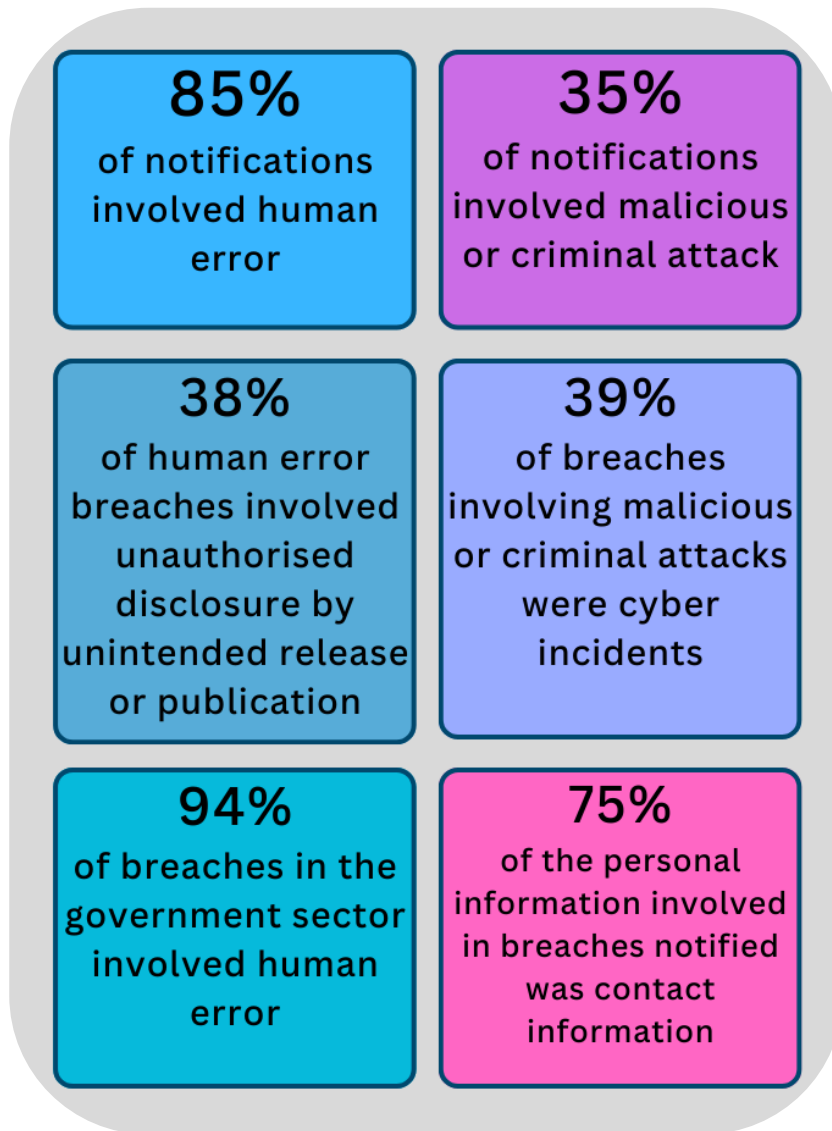 85%
of notifications
involved human
error
35%
of notifications
involved malicious
or criminal attack
38%
of human error
breaches involved
unauthorised
disclosure by
unintended release
or publication
39%
of breaches
involving malicious
or criminal attacks
were cyber
incidents
94%
of breaches in the
government sector
involved human
error
75%
of the personal
information involved
in breaches notified
was contact
information